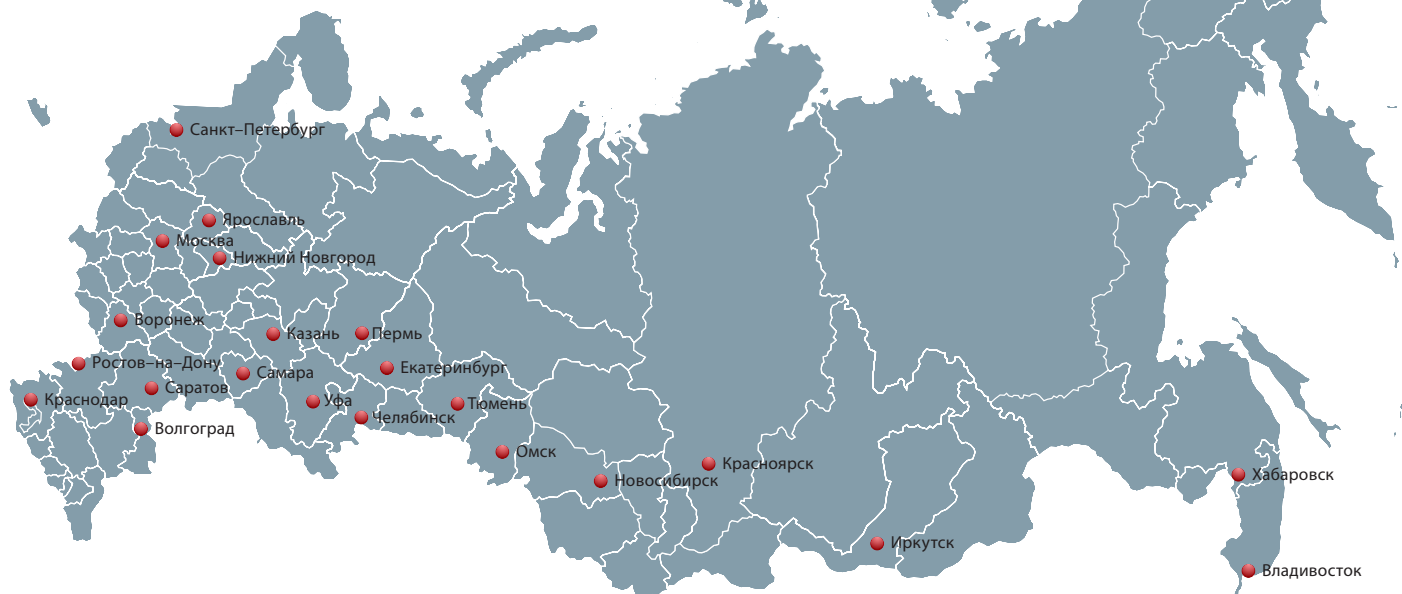 Санкт–Петербург
Ярославль
Москва
Нижний Новгород
Воронеж
Казань
Пермь
Ростов–на–Дону
Екатеринбург
Самара
Саратов
Краснодар
Уфа
Тюмень
Челябинск
Волгоград
Омск
Красноярск
Новосибирск
Хабаровск
Иркутск
Владивосток